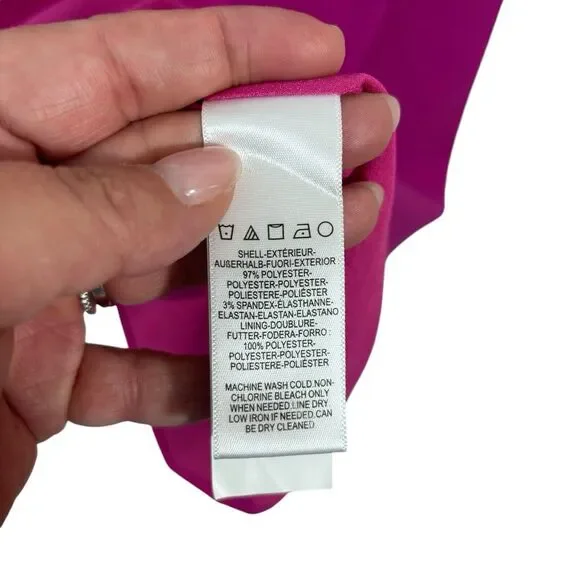 SHELL-EXTÉRIEUR-
AUßERHALB-FUORI-EXTERIOR
97% POLYESTER-
POLYESTER-POLYESTER-
POLIESTERE-POLIÉSTER
3% SPANDEX-ÉLASTHANNE-
ELASTAN-ELASTAN-ELASTANO
LINING-DOUBLURE-
FUTTER-FODERA-FORRO :
100% POLYESTER-
POLYESTER-POLYESTER-
POLIESTERE-POLIÉSTER
MACHINE WASH COLD.NON-
CHLORINE BLEACH ONLY
WHEN NEEDED.LINE DRY.
LOW IRON IF NEEDED.CAN
BE DRY CLEANED